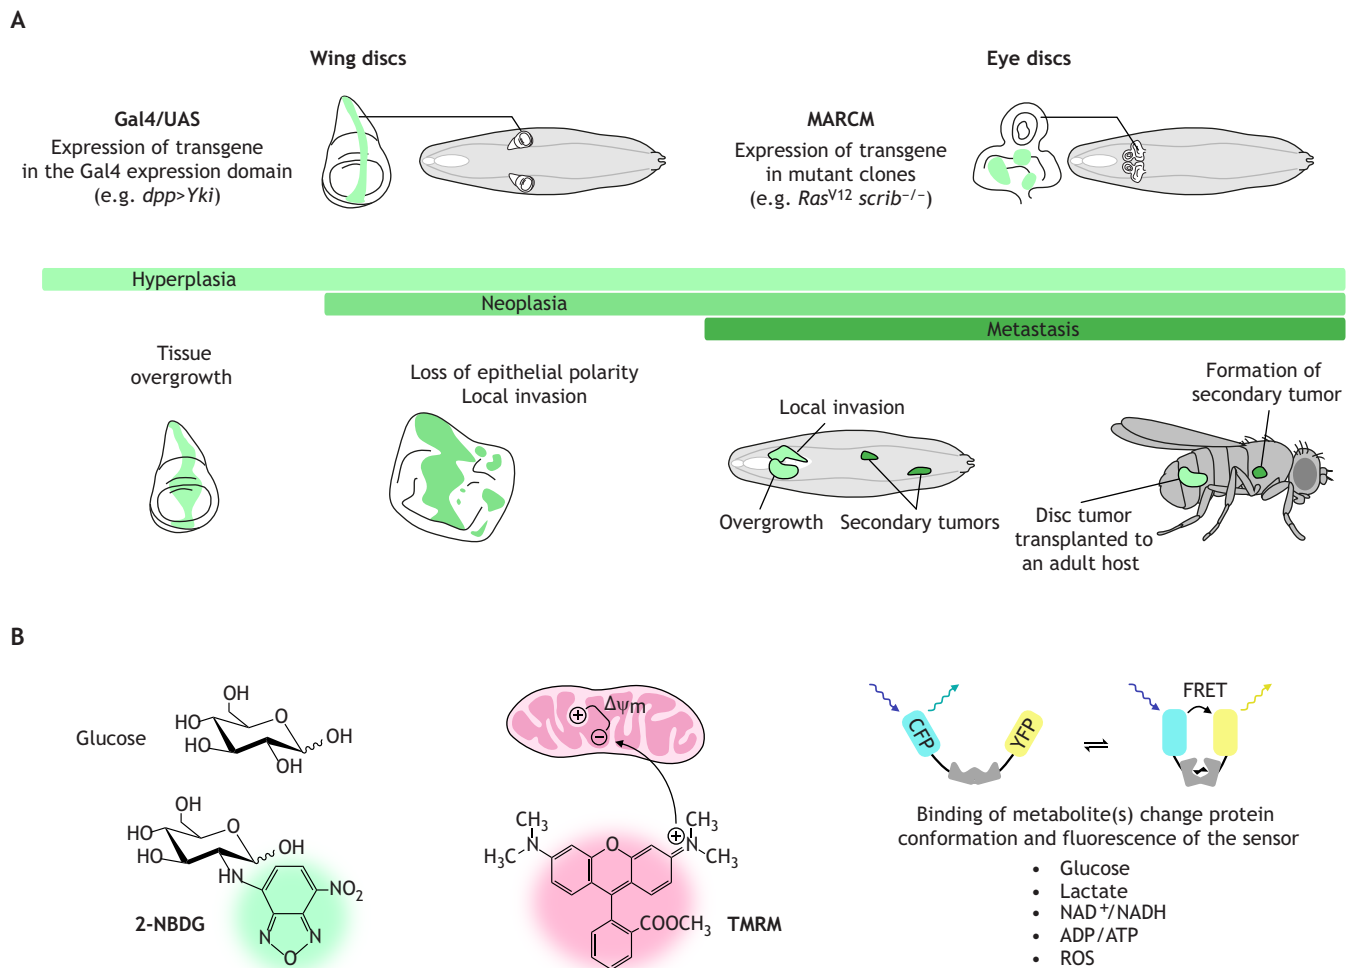 A
Wing discs
Eye discs
Gal4/UAS
Expression of transgene
in the Gal4 expression domain
(e.g. dpp>Yki)
MARCM
Expression of transgene
in mutant clones
(e.g. Rasⱽ¹² scrib⁻/⁻)
Hyperplasia
Neoplasia
Metastasis
Tissue
overgrowth
Loss of epithelial polarity
Local invasion
Local invasion
Overgrowth
Secondary tumors
Formation of
secondary tumor
Disc tumor
transplanted to
an adult host
B
Glucose
OH
HO
O
HO
OH
OH
OH
HO
O
HO
OH
HN
NO₂
N
N
O
2-NBDG
+
Δψm
−
CH₃
H₃C
N
O
+
N
CH₃
CH₃
COOCH₃
TMRM
CFP
YFP
⇌
FRET
Binding of metabolite(s) change protein
conformation and fluorescence of the sensor
• Glucose
• Lactate
• NAD⁺/NADH
• ADP/ATP
• ROS